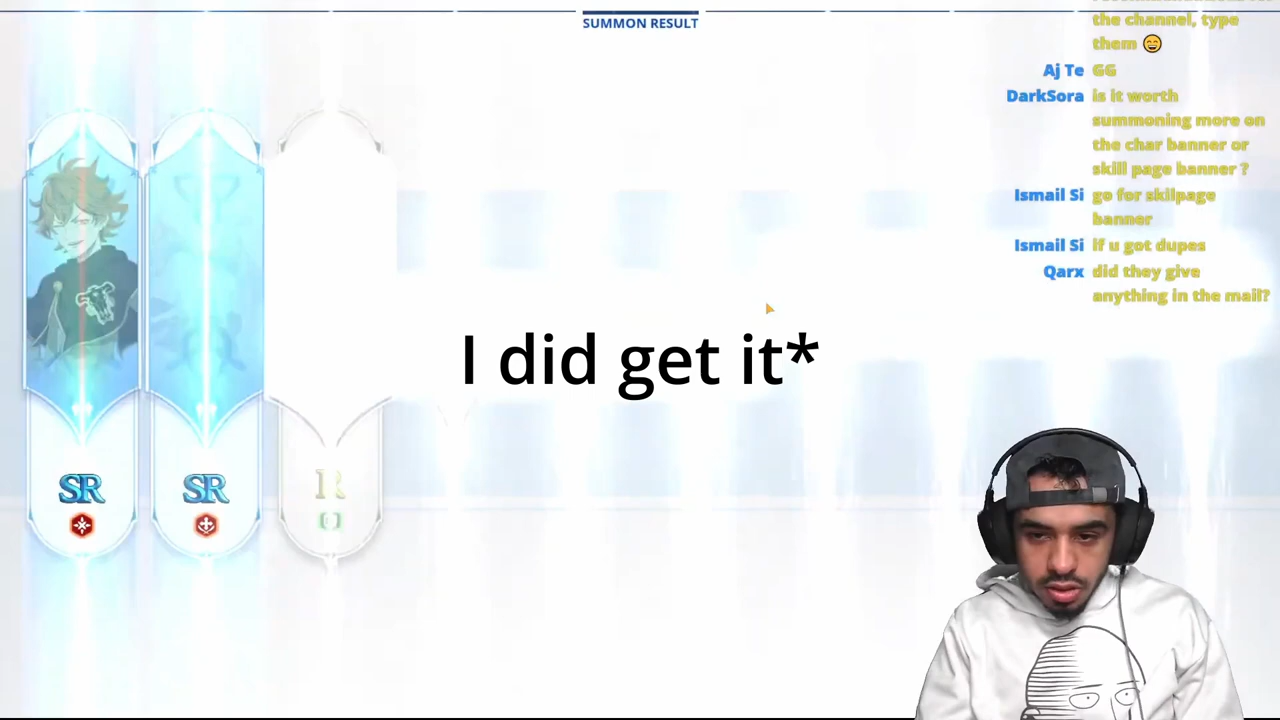 SUMMON RESULT
the channel, type
them 😄
Aj Te GG
DarkSora is it worth
summoning more on
the char banner or
skill page banner ?
Ismail Si go for skilpage
banner
Ismail Si if u got dupes
Qarx did they give
anything in the mail?
I did get it*
SR
SR
R